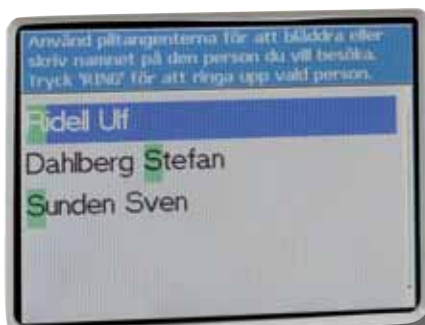 Använd piltangenterna för att bläddra eller
skriv namnet på den person du vill besöka.
Tryck 'RING' för att ringa upp vald person.
Ridell Ulf
Dahlberg Stefan
Sunden Sven